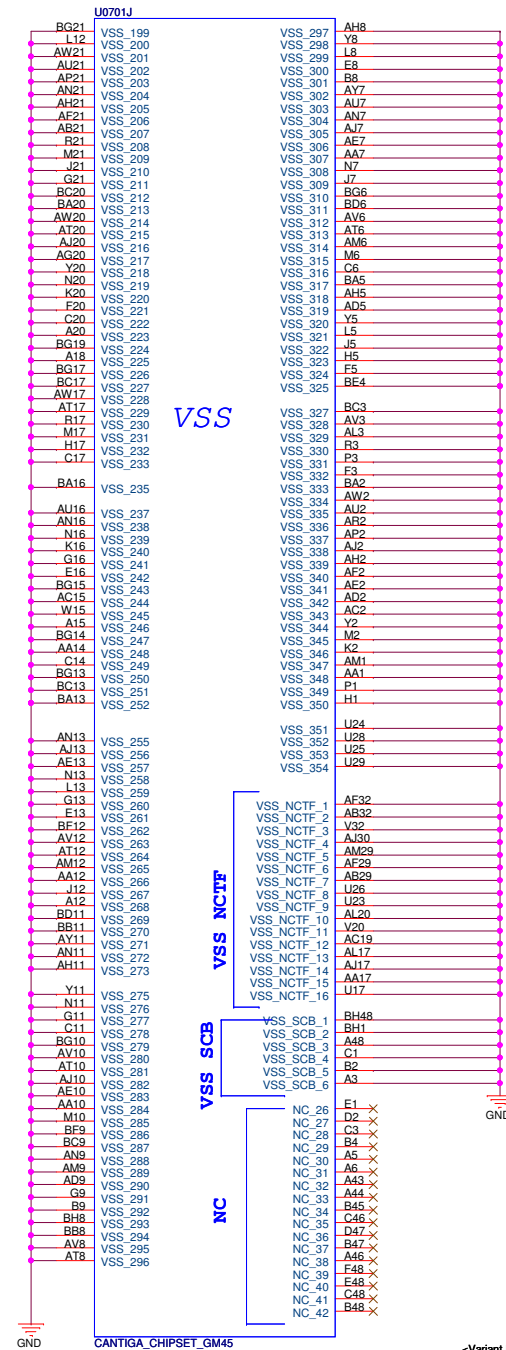 U0701J
BG21 VSS_199
L12 VSS_200
AW21 VSS_201
AU21 VSS_202
AP21 VSS_203
AN21 VSS_204
AH21 VSS_205
AF21 VSS_206
AB21 VSS_207
R21 VSS_208
M21 VSS_209
J21 VSS_210
G21 VSS_211
BC20 VSS_212
BA20 VSS_213
AW20 VSS_214
AT20 VSS_215
AJ20 VSS_216
AG20 VSS_217
Y20 VSS_218
N20 VSS_219
K20 VSS_220
F20 VSS_221
C20 VSS_222
A20 VSS_223
BG19 VSS_224
A18 VSS_225
BG17 VSS_226
BC17 VSS_227
AW17 VSS_228
AT17 VSS_229
R17 VSS_230
M17 VSS_231
H17 VSS_232
C17 VSS_233
BA16 VSS_235
AU16 VSS_237
AN16 VSS_238
N16 VSS_239
K16 VSS_240
G16 VSS_241
E16 VSS_242
BG15 VSS_243
AC15 VSS_244
W15 VSS_245
A15 VSS_246
BG14 VSS_247
AA14 VSS_248
C14 VSS_249
BG13 VSS_250
BC13 VSS_251
BA13 VSS_252
AN13 VSS_255
AJ13 VSS_256
AE13 VSS_257
N13 VSS_258
L13 VSS_259
G13 VSS_260
E13 VSS_261
BF12 VSS_262
AV12 VSS_263
AT12 VSS_264
AM12 VSS_265
AA12 VSS_266
J12 VSS_267
A12 VSS_268
BD11 VSS_269
BB11 VSS_270
AY11 VSS_271
AN11 VSS_272
AH11 VSS_273
Y11 VSS_275
N11 VSS_276
G11 VSS_277
C11 VSS_278
BG10 VSS_279
AV10 VSS_280
AT10 VSS_281
AJ10 VSS_282
AE10 VSS_283
AA10 VSS_284
M10 VSS_285
BF9 VSS_286
BC9 VSS_287
AN9 VSS_288
AM9 VSS_289
AD9 VSS_290
G9 VSS_291
B9 VSS_292
BH8 VSS_293
BB8 VSS_294
AV8 VSS_295
AT8 VSS_296
GND
VSS
VSS_297 AH8
VSS_298 Y8
VSS_299 L8
VSS_300 E8
VSS_301 B8
VSS_302 AY7
VSS_303 AU7
VSS_304 AN7
VSS_305 AJ7
VSS_306 AE7
VSS_307 AA7
VSS_308 N7
VSS_309 J7
VSS_310 BG6
VSS_311 BD6
VSS_312 AV6
VSS_313 AT6
VSS_314 AM6
VSS_315 M6
VSS_316 C6
VSS_317 BA5
VSS_318 AH5
VSS_319 AD5
VSS_320 Y5
VSS_321 L5
VSS_322 J5
VSS_323 H5
VSS_324 F5
VSS_325 BE4
VSS_327 BC3
VSS_328 AV3
VSS_329 AL3
VSS_330 R3
VSS_331 P3
VSS_332 F3
VSS_333 BA2
VSS_334 AW2
VSS_335 AU2
VSS_336 AR2
VSS_337 AP2
VSS_338 AJ2
VSS_339 AH2
VSS_340 AF2
VSS_341 AE2
VSS_342 AD2
VSS_343 AC2
VSS_344 Y2
VSS_345 M2
VSS_346 K2
VSS_347 AM1
VSS_348 AA1
VSS_349 P1
VSS_350 H1
VSS_351 U24
VSS_352 U28
VSS_353 U25
VSS_354 U29
VSS NCTF
VSS_NCTF_1 AF32
VSS_NCTF_2 AB32
VSS_NCTF_3 V32
VSS_NCTF_4 AJ30
VSS_NCTF_5 AM29
VSS_NCTF_6 AF29
VSS_NCTF_7 AB29
VSS_NCTF_8 U26
VSS_NCTF_9 U23
VSS_NCTF_10 AL20
VSS_NCTF_11 V20
VSS_NCTF_12 AC19
VSS_NCTF_13 AL17
VSS_NCTF_14 AJ17
VSS_NCTF_15 AA17
VSS_NCTF_16 U17
VSS SCB
VSS_SCB_1 BH48
VSS_SCB_2 BH1
VSS_SCB_3 A48
VSS_SCB_4 C1
VSS_SCB_5 B2
VSS_SCB_6 A3
GND
NC
NC_26 E1
NC_27 D2
NC_28 C3
NC_29 B4
NC_30 A5
NC_31 A6
NC_32 A43
NC_33 A44
NC_34 B45
NC_35 C46
NC_36 D47
NC_37 B47
NC_38 A46
NC_39 F48
NC_40 E48
NC_41 C48
NC_42 B48
CANTIGA_CHIPSET_GM45
<Variant